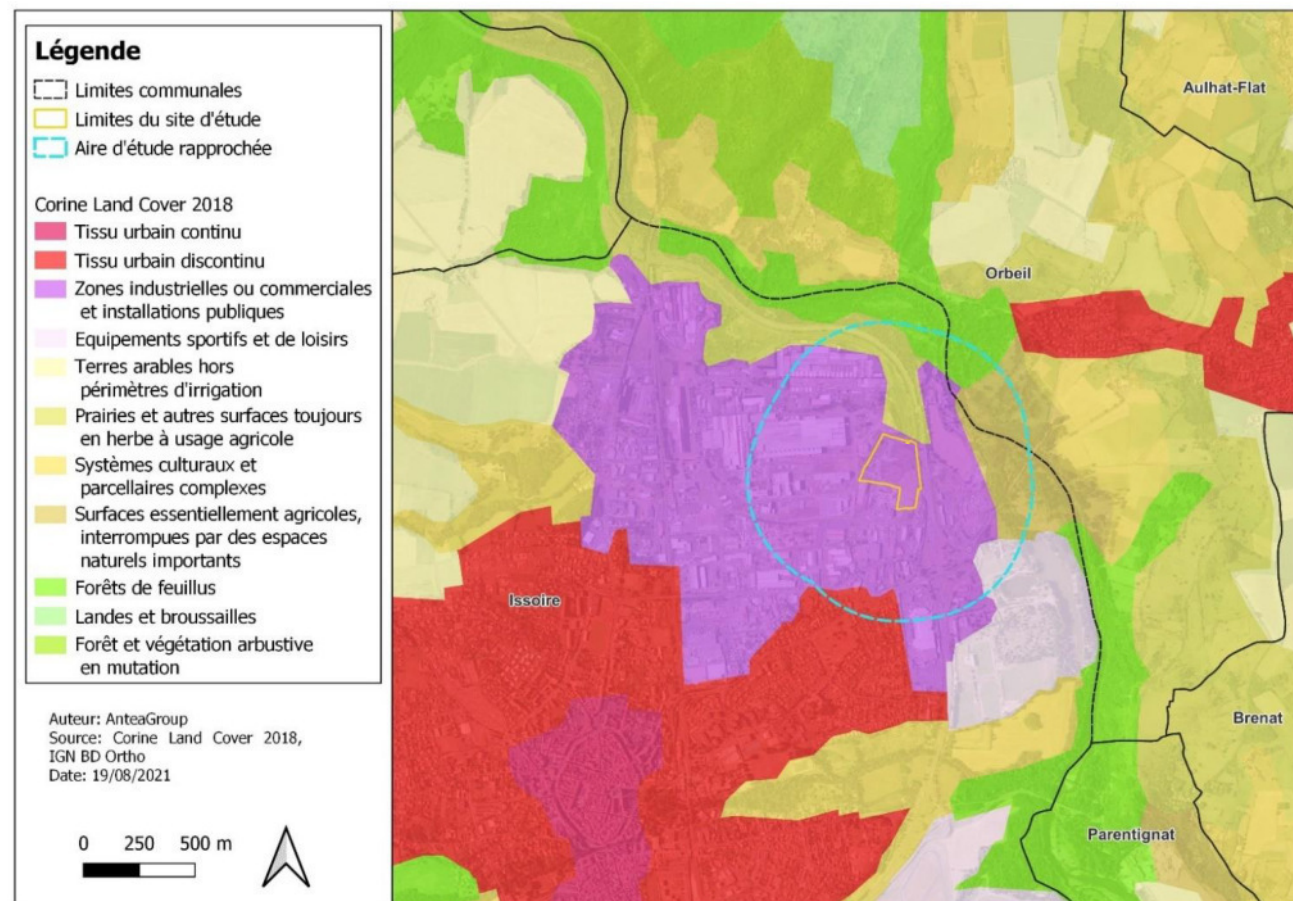 Légende
Limites communales
Limites du site d'étude
Aire d'étude rapprochée
Corine Land Cover 2018
Tissu urbain continu
Tissu urbain discontinu
Zones industrielles ou commerciales
et installations publiques
Equipements sportifs et de loisirs
Terres arables hors
périmètres d'irrigation
Prairies et autres surfaces toujours
en herbe à usage agricole
Systèmes culturaux et
parcellaires complexes
Surfaces essentiellement agricoles,
interrompues par des espaces
naturels importants
Forêts de feuillus
Landes et broussailles
Forêt et végétation arbustive
en mutation
Auteur: AnteaGroup
Source: Corine Land Cover 2018,
IGN BD Ortho
Date: 19/08/2021
0 250 500 m
Aulhat-Flat
Orbeil
Issoire
Brenat
Parentignat